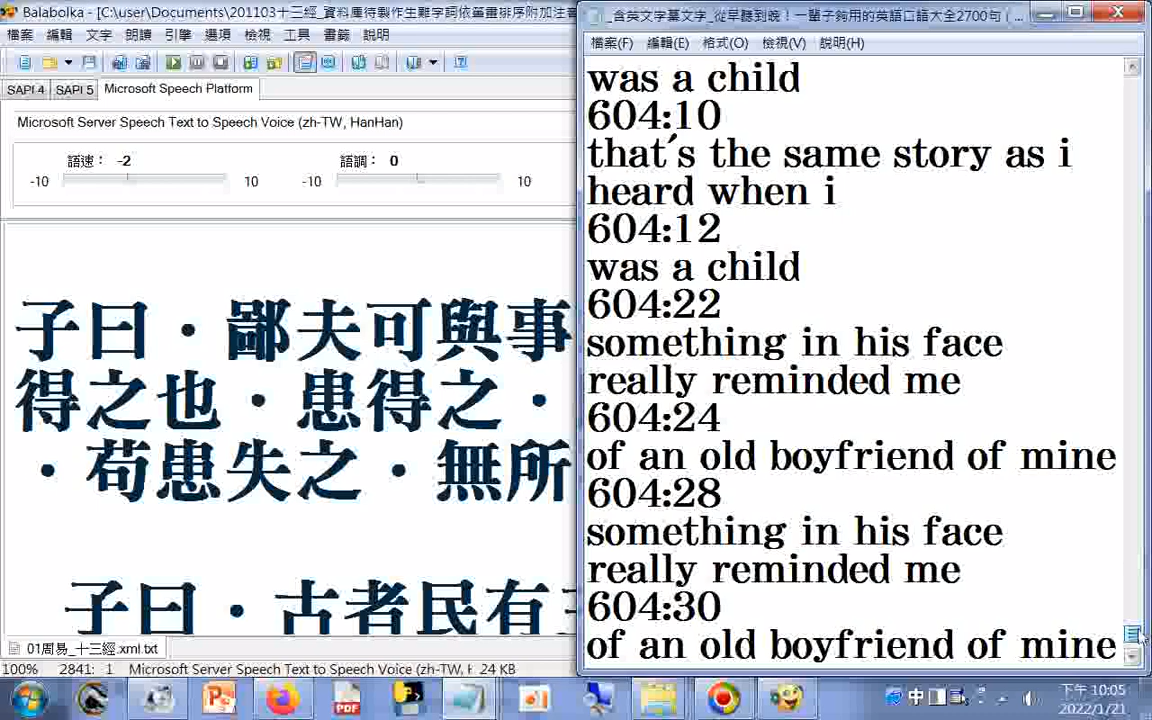 Balabolka - [C:\user\Documents\201103十三經_資料庫待製作生難字詞依筆畫排序附加注音
檔案 編輯 文字 朗讀 引擎 選項 檢視 工具 書籤 說明
SAPI 4 SAPI 5 Microsoft Speech Platform
Microsoft Server Speech Text to Speech Voice (zh-TW, HanHan)
語速： -2 語調： 0
-10 10 -10 10
子曰．鄙夫可與事
得之也．患得之．
．苟患失之．無所
子曰．古者民有三
01周易_十三經.xml.txt
100% 2841: 1 Microsoft Server Speech Text to Speech Voice (zh-TW, H 24 KB
_含英文字幕文字_從早聽到晚！一輩子夠用的英語口語大全2700句 (...
檔案(F) 編輯(E) 格式(O) 檢視(V) 說明(H)
was a child
604:10
that's the same story as i
heard when i
604:12
was a child
604:22
something in his face
really reminded me
604:24
of an old boyfriend of mine
604:28
something in his face
really reminded me
604:30
of an old boyfriend of mine
中
下午 10:05
2022/1/21